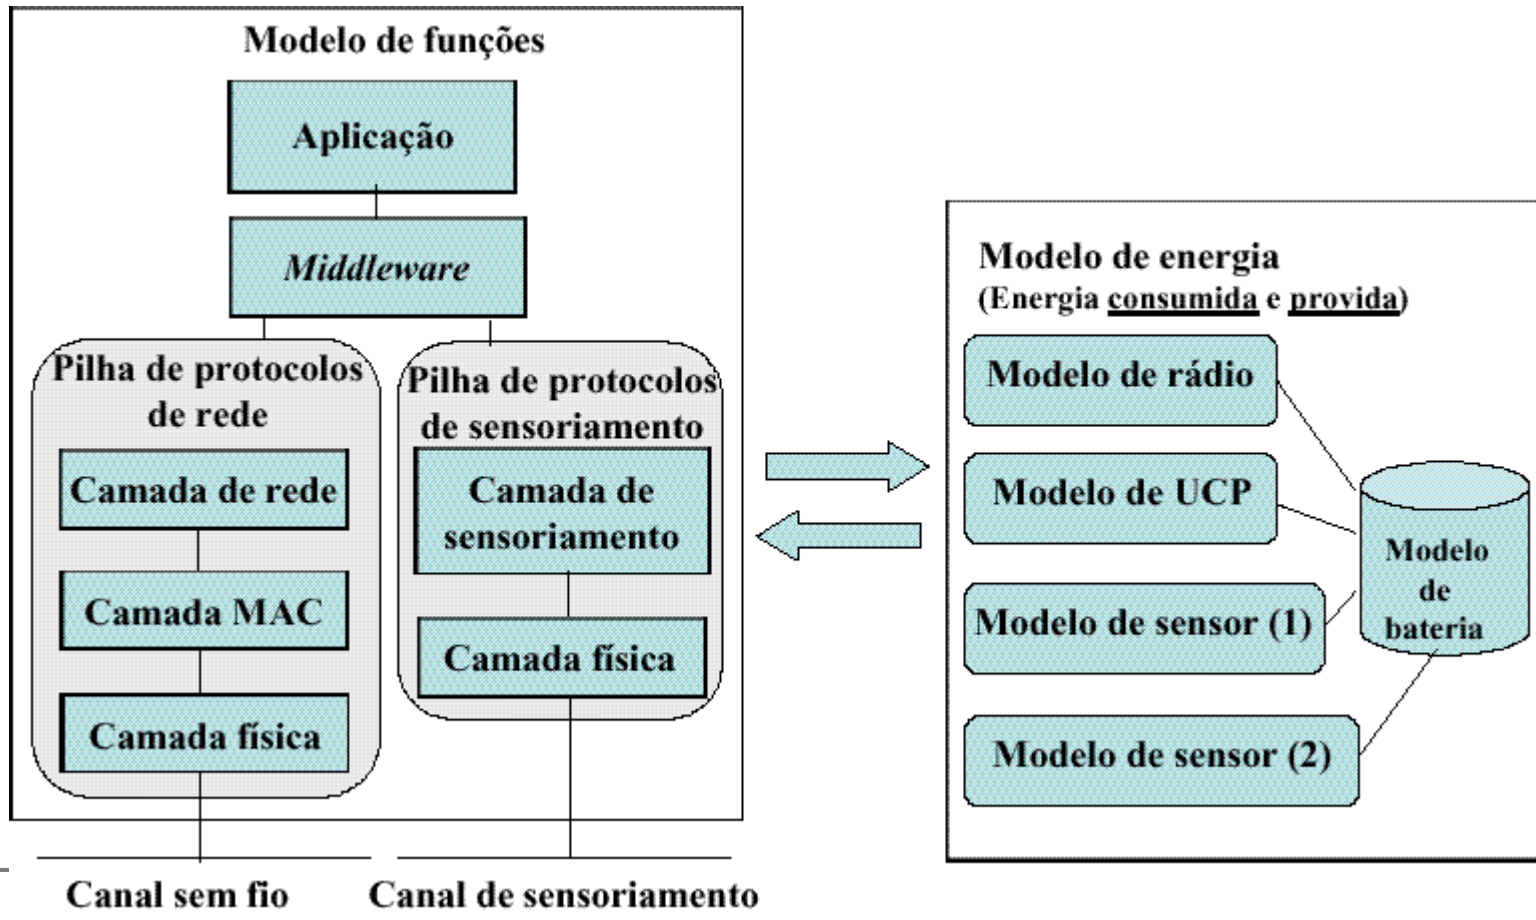 Modelo de funções
Aplicação
Middleware
Pilha de protocolos
de rede
Camada de rede
Camada MAC
Camada física
Pilha de protocolos
de sensoriamento
Camada de
sensoriamento
Camada física
Canal sem fio
Canal de sensoriamento
Modelo de energia
(Energia consumida e provida)
Modelo de rádio
Modelo de UCP
Modelo de sensor (1)
Modelo de sensor (2)
Modelo
de
bateria